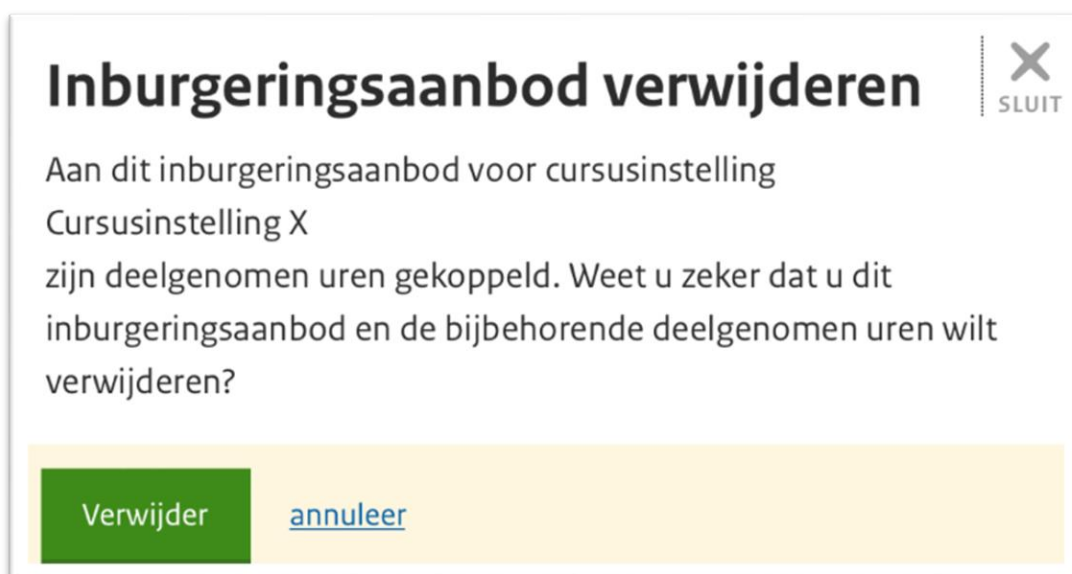 Inburgeringsaanbod verwijderen
SLUIT
Aan dit inburgeringsaanbod voor cursusinstelling
Cursusinstelling X
zijn deelgenomen uren gekoppeld. Weet u zeker dat u dit
inburgeringsaanbod en de bijbehorende deelgenomen uren wilt
verwijderen?
Verwijder annuleer